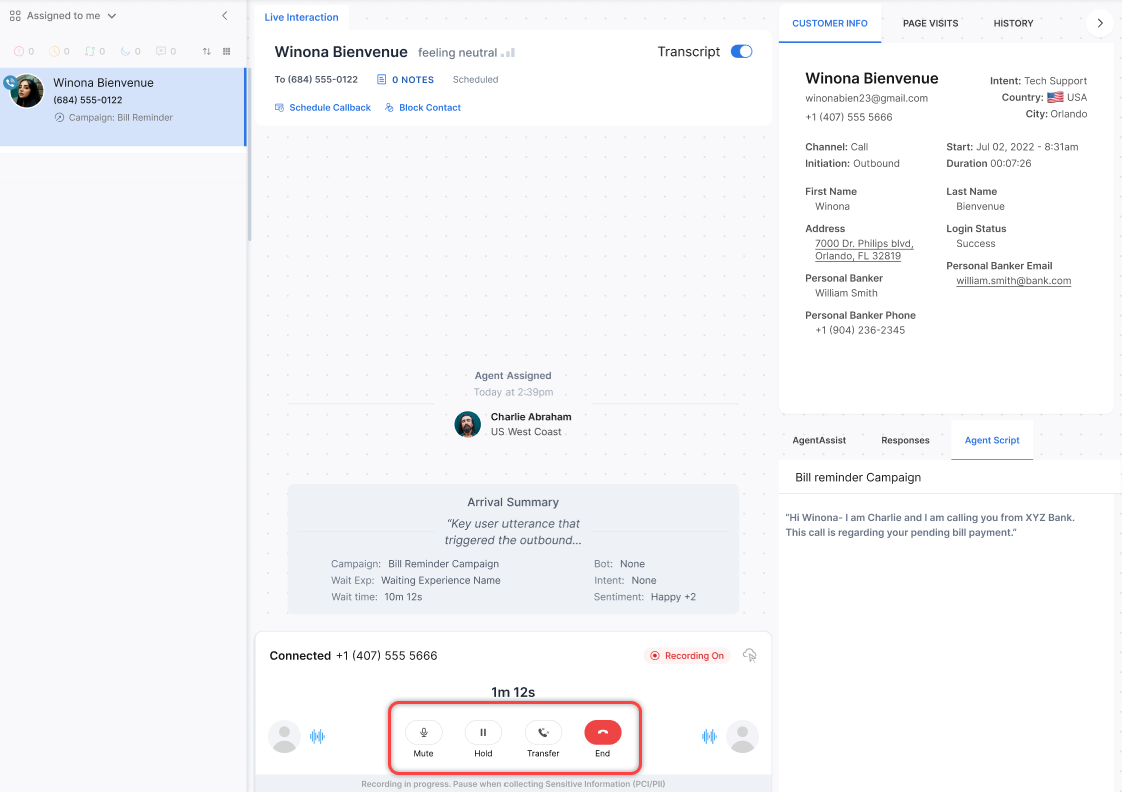 Assigned to me
0 0 0 0 0
Winona Bienvenue
(684) 555-0122
Campaign: Bill Reminder
Live Interaction
Winona Bienvenue feeling neutral
Transcript
To (684) 555-0122 0 NOTES Scheduled
Schedule Callback Block Contact
Agent Assigned
Today at 2:39pm
Charlie Abraham
US West Coast
Arrival Summary
“Key user utterance that
triggered the outbound...
Campaign: Bill Reminder Campaign Bot: None
Wait Exp: Waiting Experience Name Intent: None
Wait time: 10m 12s Sentiment: Happy +2
Connected +1 (407) 555 5666 Recording On
1m 12s
Mute Hold Transfer End
Recording in progress. Pause when collecting Sensitive Information (PCI/PII)
CUSTOMER INFO PAGE VISITS HISTORY
Winona Bienvenue
winonabien23@gmail.com
+1 (407) 555 5666
Intent: Tech Support
Country: USA
City: Orlando
Channel: Call Start: Jul 02, 2022 - 8:31am
Initiation: Outbound Duration 00:07:26
First Name Last Name
Winona Bienvenue
Address Login Status
7000 Dr. Philips blvd, Success
Orlando, FL 32819
Personal Banker Email
william.smith@bank.com
Personal Banker
William Smith
Personal Banker Phone
+1 (904) 236-2345
AgentAssist Responses Agent Script
Bill reminder Campaign
“Hi Winona- I am Charlie and I am calling you from XYZ Bank.
This call is regarding your pending bill payment.”